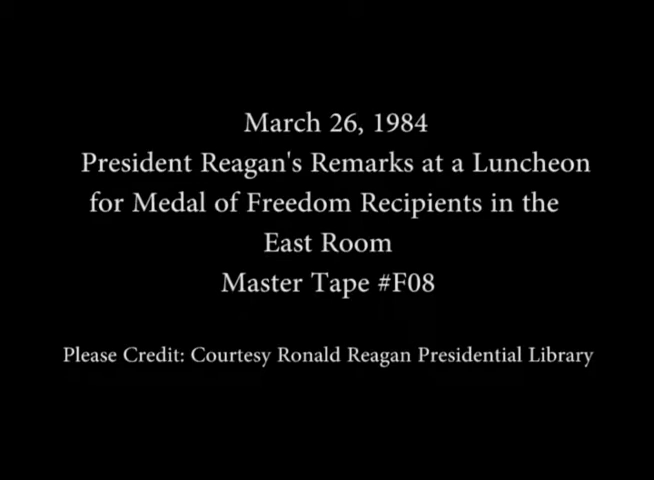 March 26, 1984
President Reagan's Remarks at a Luncheon
for Medal of Freedom Recipients in the
East Room
Master Tape #F08
Please Credit: Courtesy Ronald Reagan Presidential Library